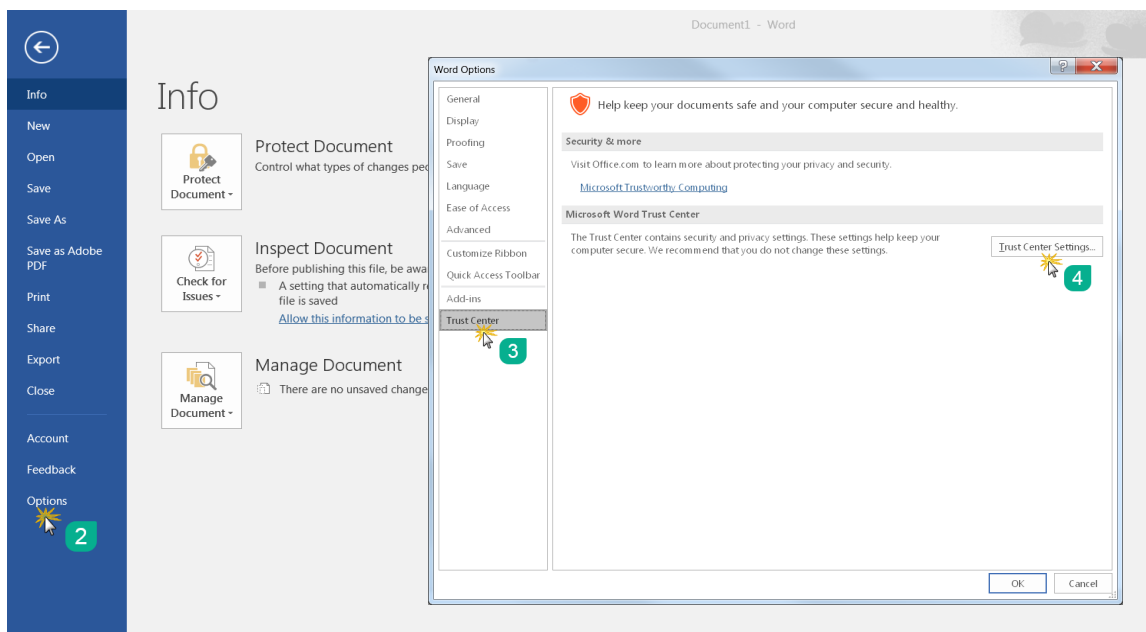 Document1 - Word
Info
New
Open
Save
Save As
Save as Adobe
PDF
Print
Share
Export
Close
Account
Feedback
Options
2
Info
Protect
Document
Protect Document
Control what types of changes peo
Check for
Issues
Inspect Document
Before publishing this file, be awa
A setting that automatically re
file is saved
Allow this information to be s
Manage
Document
Manage Document
There are no unsaved change
Word Options
?
X
General
Display
Proofing
Save
Language
Ease of Access
Advanced
Customize Ribbon
Quick Access Toolbar
Add-ins
Trust Center
3
Help keep your documents safe and your computer secure and healthy.
Security & more
Visit Office.com to learn more about protecting your privacy and security.
Microsoft Trustworthy Computing
Microsoft Word Trust Center
The Trust Center contains security and privacy settings. These settings help keep your
computer secure. We recommend that you do not change these settings.
Trust Center Settings...
4
OK
Cancel